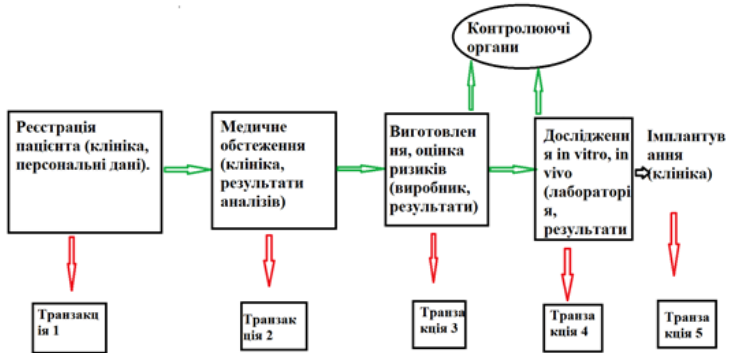 Контролюючі
органи
Реєстрація
пацієнта (клініка,
персональні дані).
Медичне
обстеження
(клініка,
результати
аналізів)
Виготовлен
ня, оцінка
ризиків
(виробник,
результати)
Дослідженн
я in vitro, in
vivo
(лабораторі
я,
результати
Імплантув
ання
(клініка)
Транзакц
ія 1
Транзак
ція 2
Транза
кція 3
Транза
кція 4
Транза
кція 5